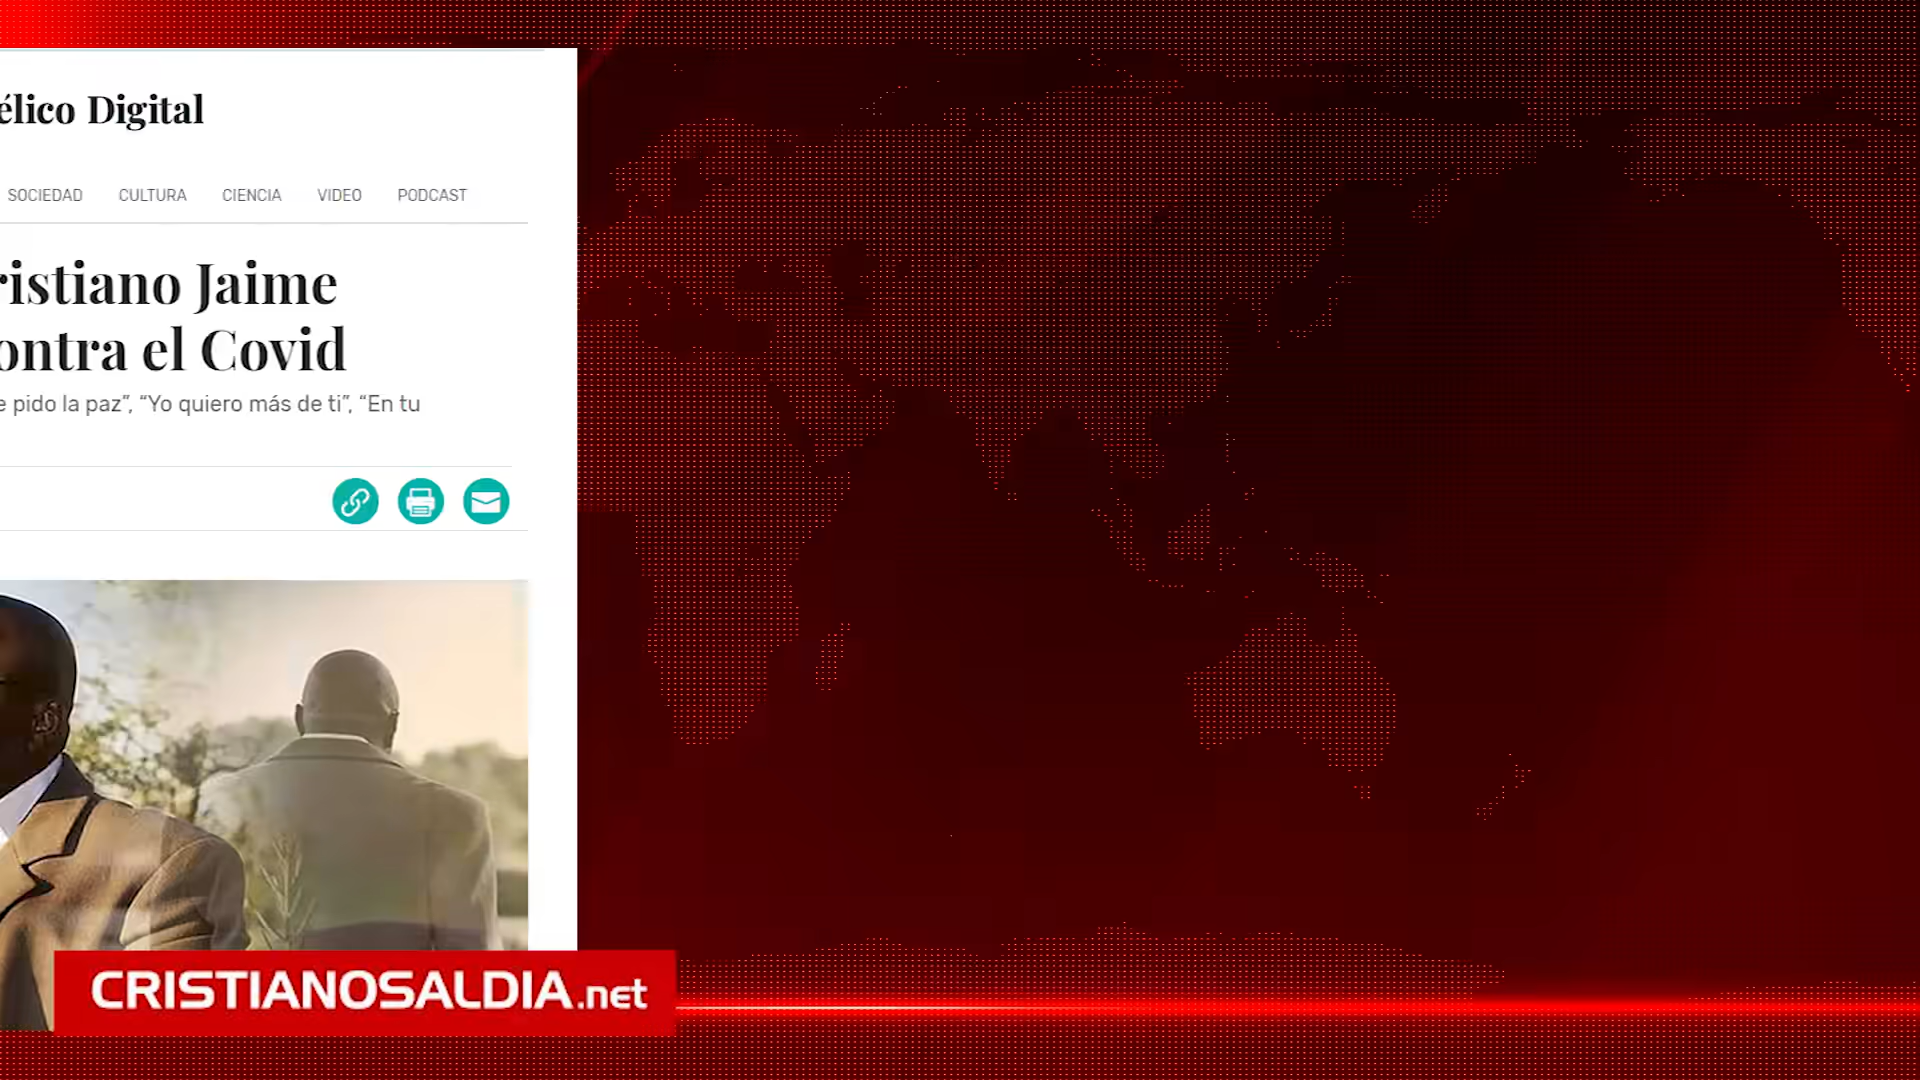 élico Digital
SOCIEDAD CULTURA CIENCIA VIDEO PODCAST
ristiano Jaime
ontra el Covid
e pido la paz”, “Yo quiero más de ti”, “En tu
CRISTIANOSALDIA.net